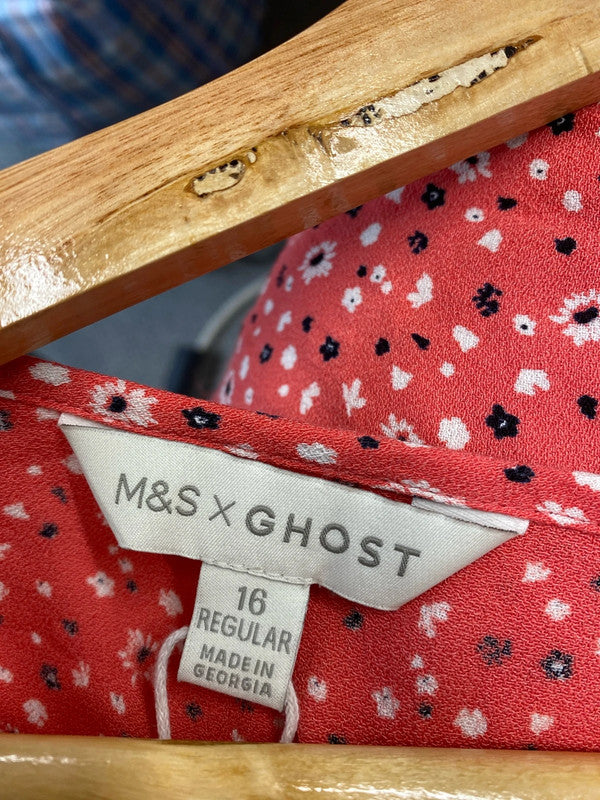 M&S X GHOST
16
REGULAR
MADE IN
GEORGIA